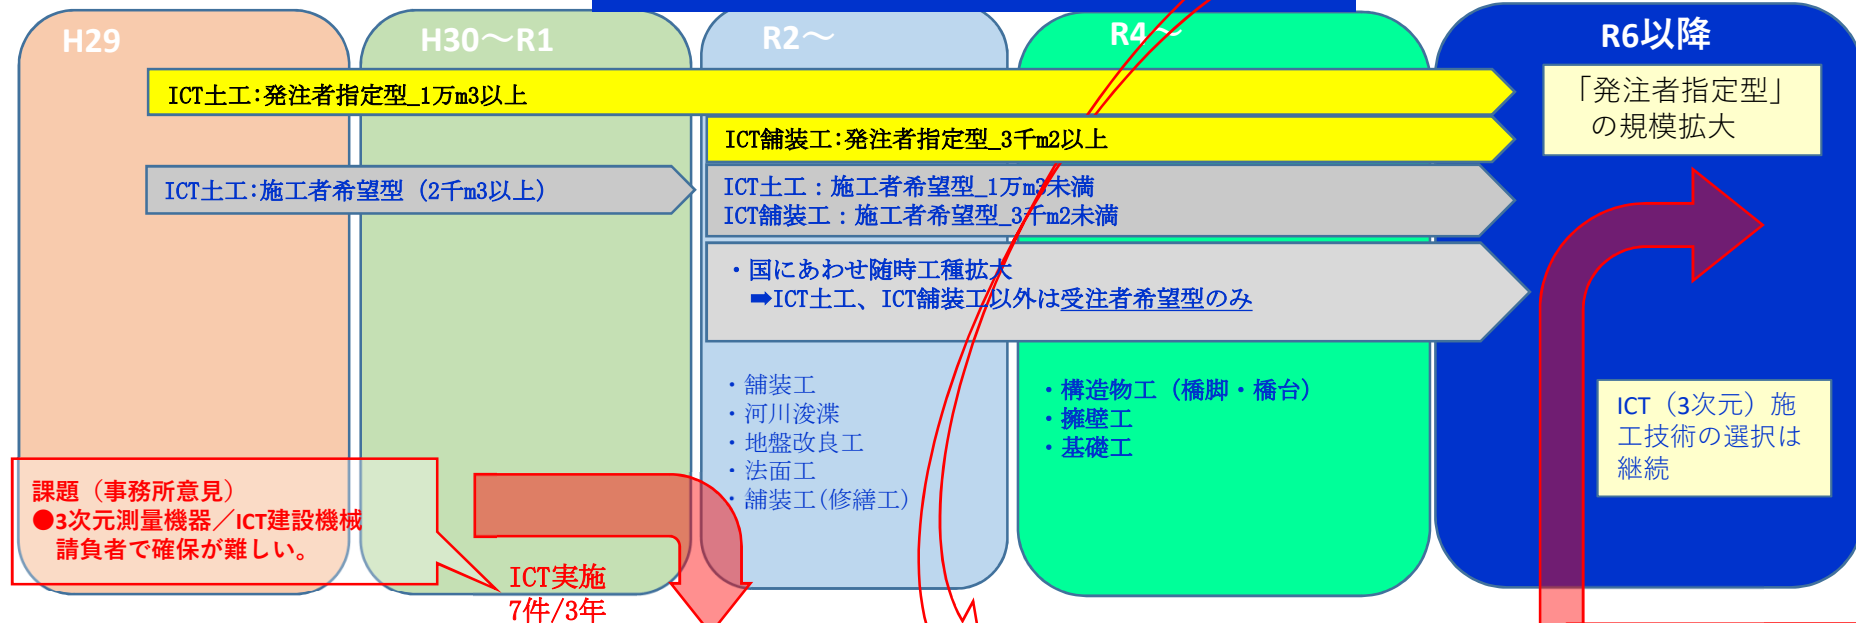 H29
H30～R1
R2～
R4～
R6以降
ICT土工:発注者指定型_1万m3以上
「発注者指定型」
の規模拡大
ICT舗装工:発注者指定型_3千m2以上
ICT土工:施工者希望型（2千m3以上）
ICT土工：施工者希望型_1万m3未満
ICT舗装工：施工者希望型_3千m2未満
・国にあわせ随時工種拡大
➡ICT土工、ICT舗装工以外は受注者希望型のみ
・舗装工
・河川浚渫
・地盤改良工
・法面工
・舗装工(修繕工)
・構造物工（橋脚・橋台）
・擁壁工
・基礎工
ICT（3次元）施
工技術の選択は
継続
課題（事務所意見）
●3次元測量機器／ICT建設機械
請負者で確保が難しい。
ICT実施
7件/3年